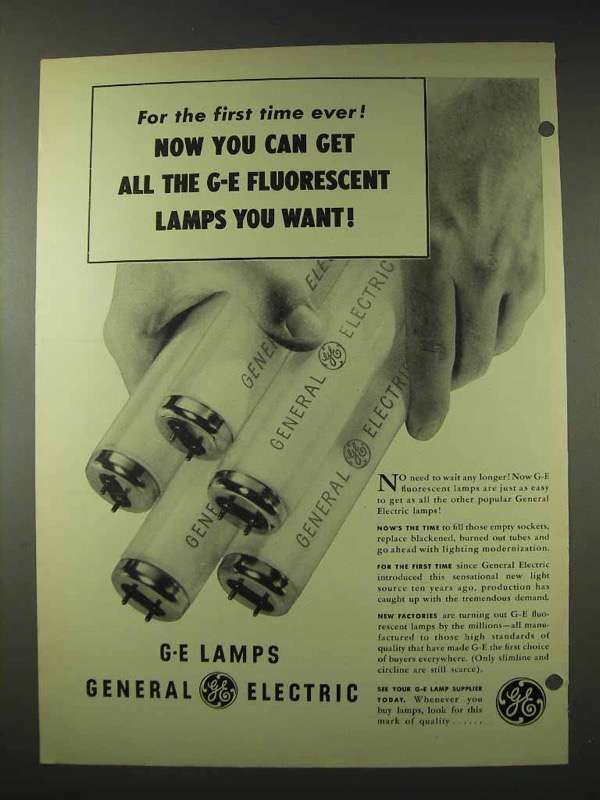 For the first time ever!
NOW YOU CAN GET
ALL THE G-E FLUORESCENT
LAMPS YOU WANT!
ELEC
GENERAL
GENERAL GE ELECTRIC
GENERAL GE ELECTRIC
GENE
NO need to wait any longer! Now G-E
fluorescent lamps are just as easy
to get as all the other popular General
Electric lamps!
NOW'S THE TIME to fill those empty sockets,
replace blackened, burned out tubes and
go ahead with lighting modernization.
FOR THE FIRST TIME since General Electric
introduced this sensational new light
source ten years ago, production has
caught up with the tremendous demand.
NEW FACTORIES are turning out G-E fluo-
rescent lamps by the millions—all manu-
factured to those high standards of
quality that have made G-E the first choice
of buyers everywhere. (Only slimline and
circline are still scarce).
SEE YOUR G-E LAMP SUPPLIER
TODAY. Whenever you
buy lamps, look for this
mark of quality ......
GE
G-E LAMPS
GENERAL GE ELECTRIC